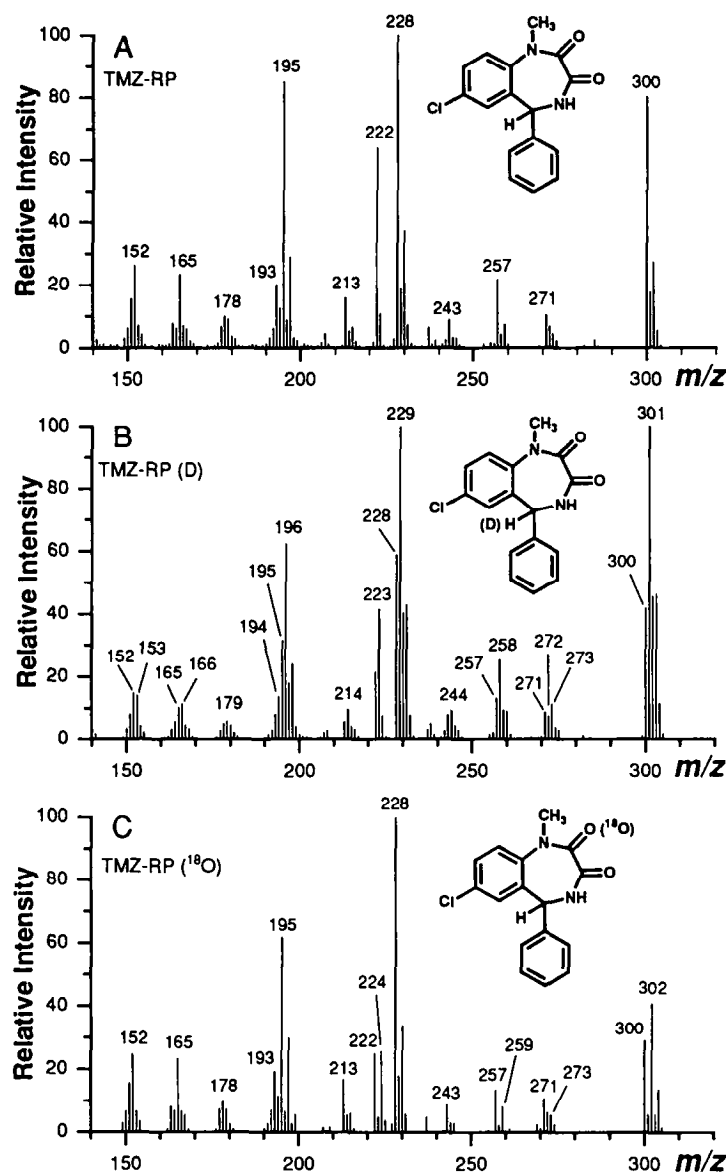 A
TMZ-RP
Relative Intensity
100
80
60
40
20
0
152
165
178
193
195
213
222
228
243
257
271
300
CH₃
N
O
O
NH
Cl
H
150
200
250
300
m/z
B
TMZ-RP (D)
Relative Intensity
100
80
60
40
20
0
152
153
165
166
179
194
195
196
214
223
228
229
244
257
258
271
272
273
300
301
CH₃
N
O
O
NH
Cl
(D) H
150
200
250
300
m/z
C
TMZ-RP (¹⁸O)
Relative Intensity
100
80
60
40
20
0
152
165
178
193
195
213
222
224
228
243
257
259
271
273
300
302
CH₃
N
O (¹⁸O)
O
NH
Cl
H
150
200
250
300
m/z